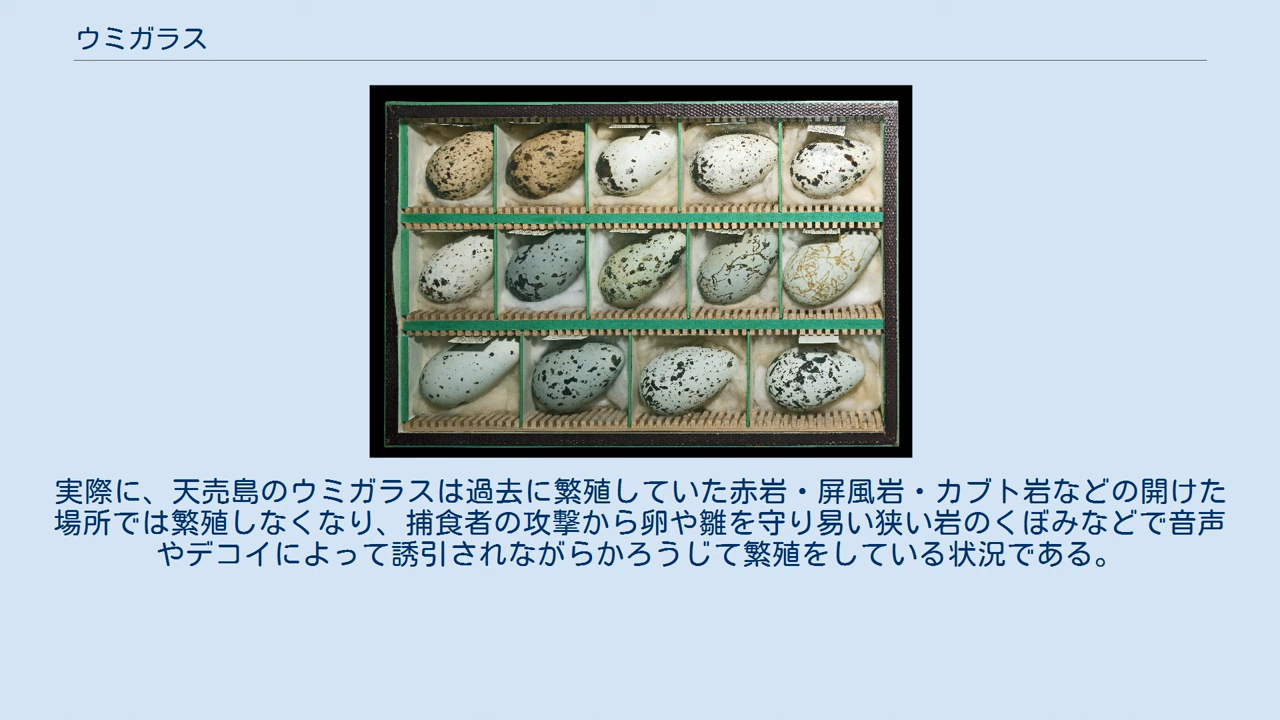 ウミガラス
実際に、天売島のウミガラスは過去に繁殖していた赤岩・屏風岩・カブト岩などの開けた
場所では繁殖しなくなり、捕食者の攻撃から卵や雛を守り易い狭い岩のくぼみなどで音声
やデコイによって誘引されながらかろうじて繁殖をしている状況である。